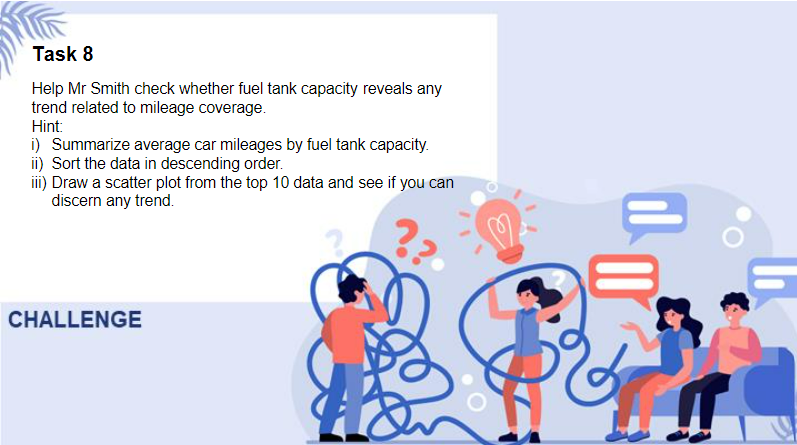 Task 8
Help Mr Smith check whether fuel tank capacity reveals any
trend related to mileage coverage.
Hint:
i) Summarize average car mileages by fuel tank capacity.
ii) Sort the data in descending order.
iii) Draw a scatter plot from the top 10 data and see if you can
discern any trend.
? ? ? ?
CHALLENGE